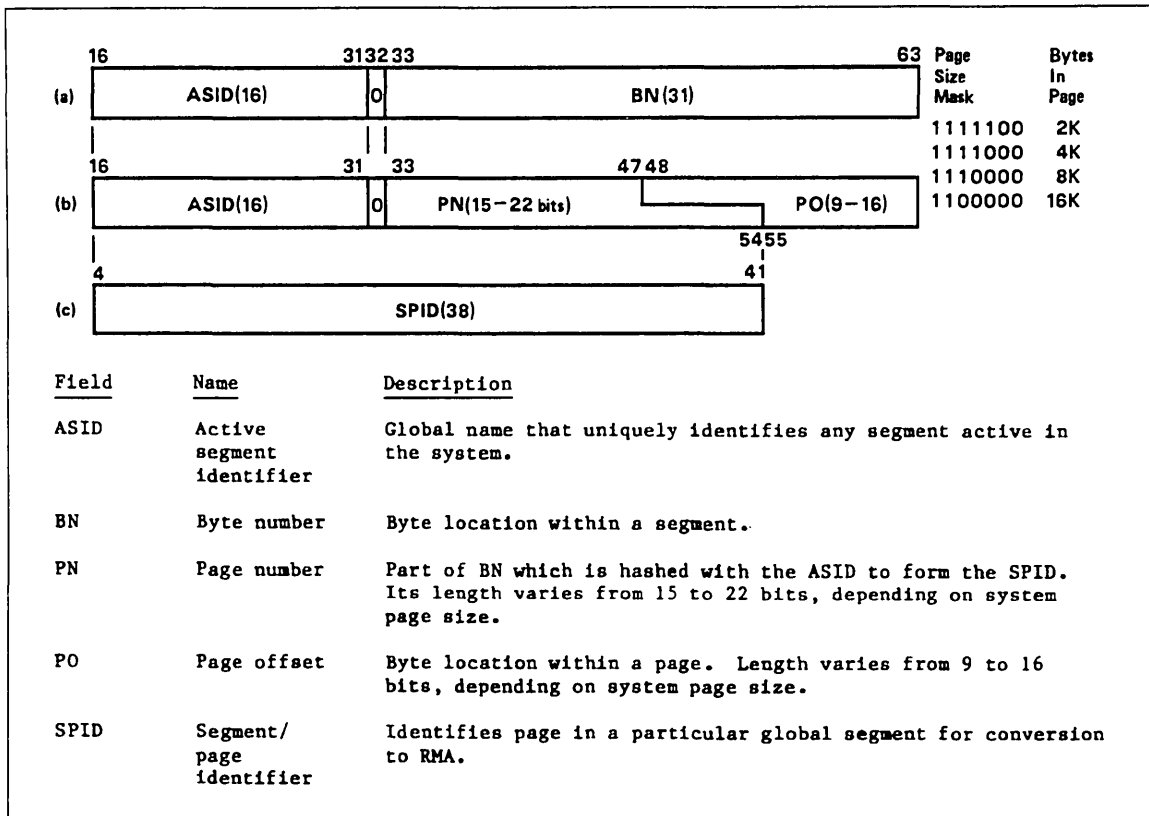 16 31 32 33 63 Page Bytes
Size In
(a) ASID(16) 0 BN(31) Mask Page
1111100 2K
16 31 33 47 48 1111000 4K
1110000 8K
(b) ASID(16) 0 PN(15-22 bits) PO(9-16) 1100000 16K
54 55
4 41
(c) SPID(38)
Field Name Description
ASID Active Global name that uniquely identifies any segment active in
segment the system.
identifier
BN Byte number Byte location within a segment.
PN Page number Part of BN which is hashed with the ASID to form the SPID.
Its length varies from 15 to 22 bits, depending on system
page size.
PO Page offset Byte location within a page. Length varies from 9 to 16
bits, depending on system page size.
SPID Segment/ Identifies page in a particular global segment for conversion
page to RMA.
identifier